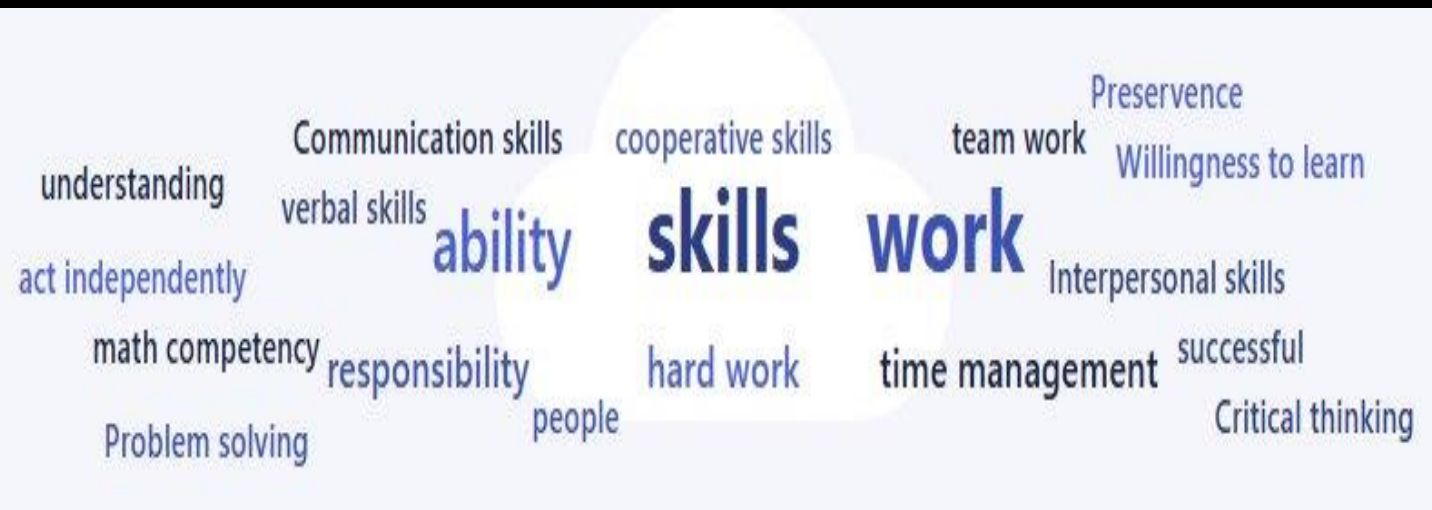 Preservence
Communication skills cooperative skills team work
Willingness to learn
understanding
verbal skills
ability skills work
act independently Interpersonal skills
math competency responsibility hard work time management successful
people Critical thinking
Problem solving